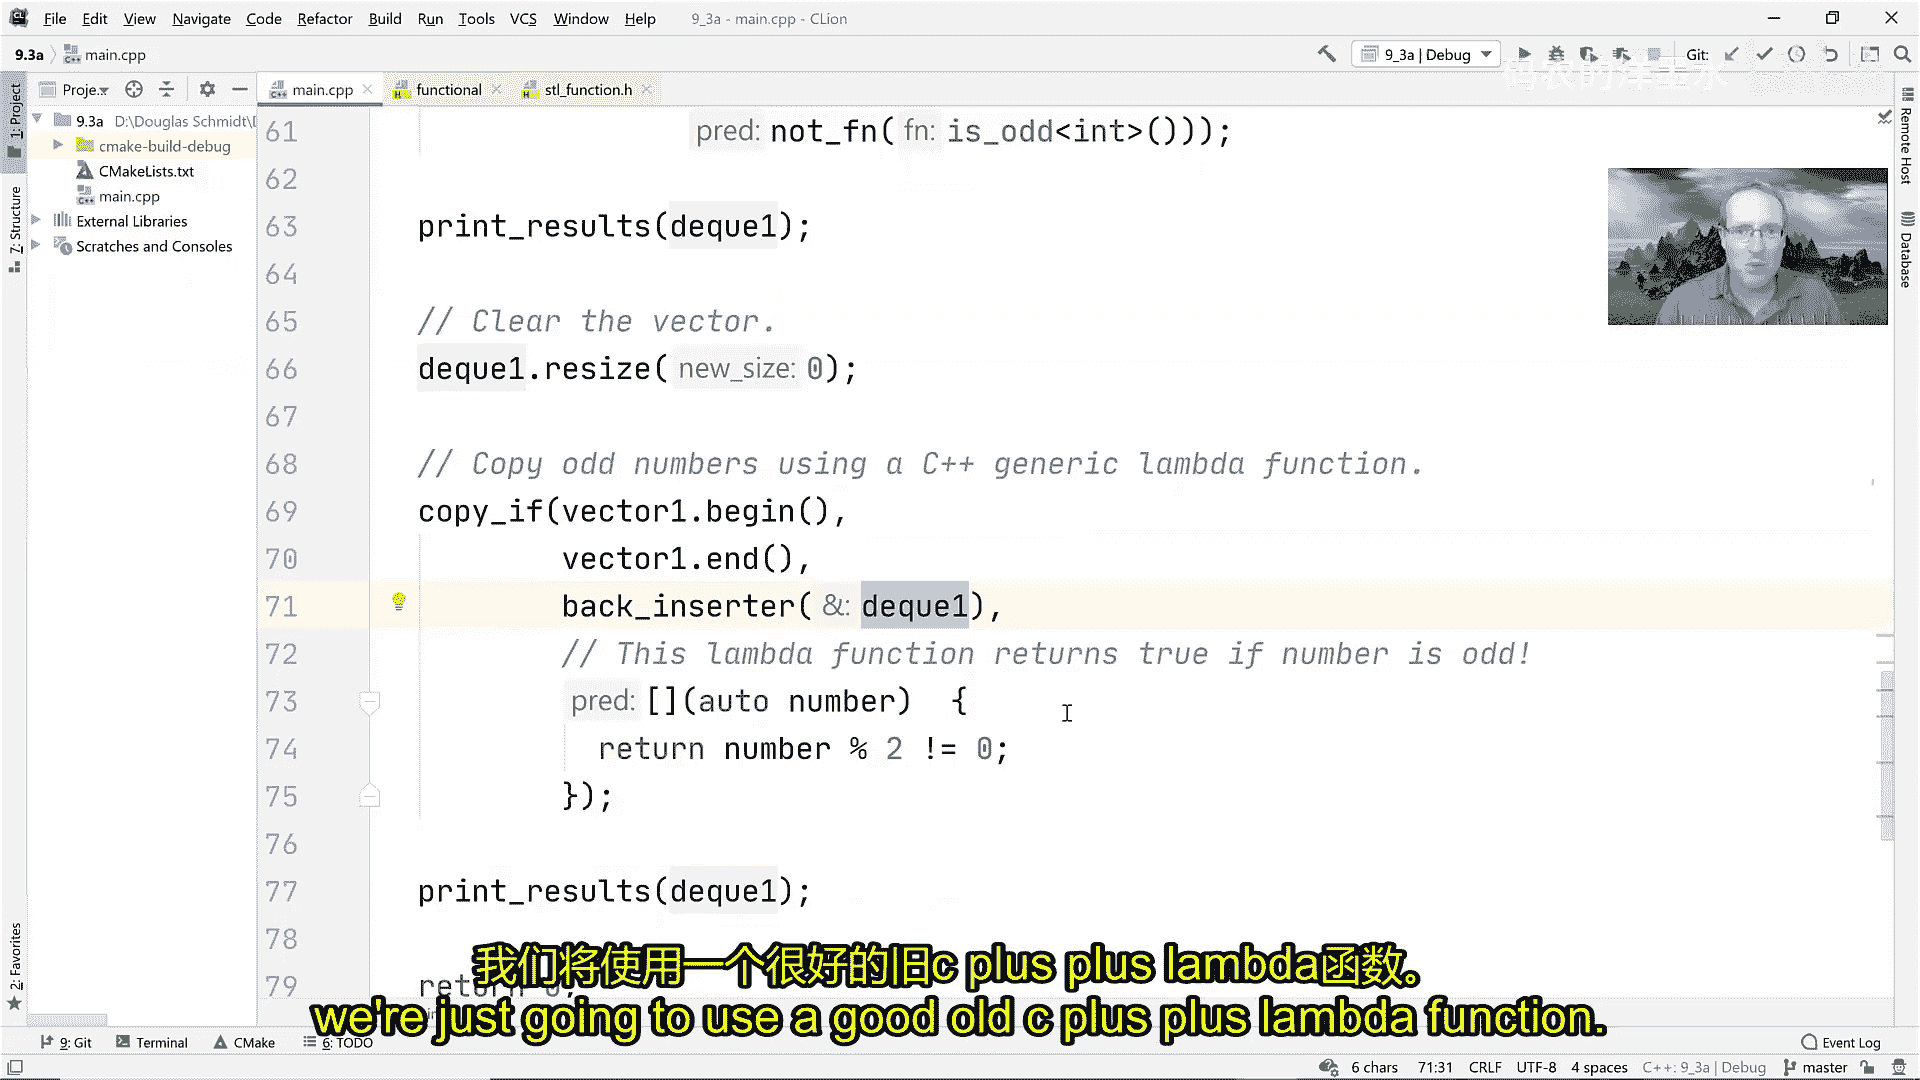 File Edit View Navigate Code Refactor Build Run Tools VCS Window Help 9_3a - main.cpp - CLion
9.3a main.cpp 9_3a | Debug Git:
码农的洋墨水
Proje... main.cpp functional stl_function.h
1: Project
7: Structure
2: Favorites
Remote Host
Database
9.3a D:\Douglas Schmidt\
cmake-build-debug
CMakeLists.txt
main.cpp
External Libraries
Scratches and Consoles
61 pred: not_fn( fn: is_odd<int>()));
62
63 print_results(deque1);
64
65 // Clear the vector.
66 deque1.resize( new_size: 0);
67
68 // Copy odd numbers using a C++ generic lambda function.
69 copy_if(vector1.begin(),
70 vector1.end(),
71 back_inserter( &: deque1),
72 // This lambda function returns true if number is odd!
73 pred: [](auto number) {
74 return number % 2 != 0;
75 });
76
77 print_results(deque1);
78
79 return 0;
我们将使用一个很好的旧c plus plus lambda函数。
we're just going to use a good old c plus plus lambda function.
9: Git Terminal CMake 6: TODO Event Log
6 chars 71:31 CRLF UTF-8 4 spaces C++: 9_3a | Debug master